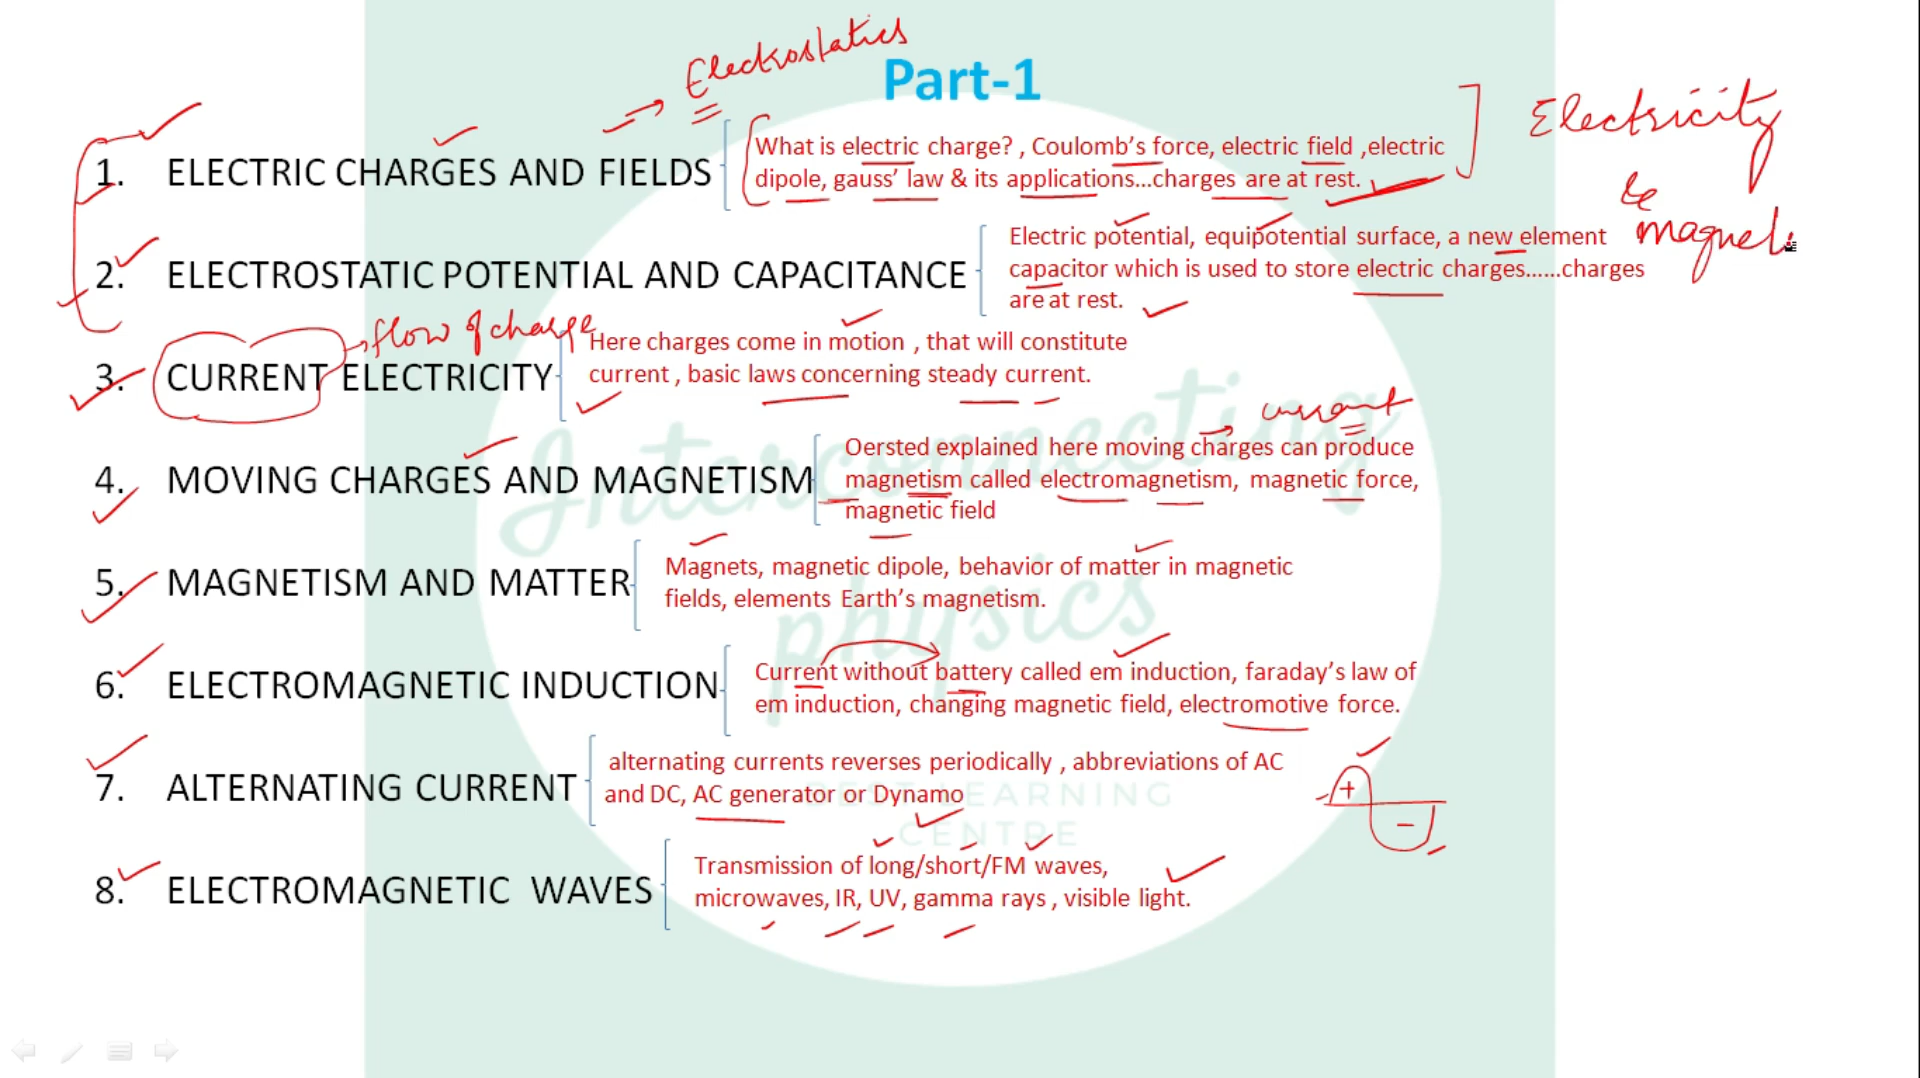 Electrostatics
Part-1
1. ELECTRIC CHARGES AND FIELDS
What is electric charge? , Coulomb's force, electric field ,electric
dipole, gauss' law & its applications...charges are at rest.
Electricity
&
magneti
2. ELECTROSTATIC POTENTIAL AND CAPACITANCE
Electric potential, equipotential surface, a new element
capacitor which is used to store electric charges......charges
are at rest.
flow of charge
3. CURRENT ELECTRICITY
Here charges come in motion , that will constitute
current , basic laws concerning steady current.
current
4. MOVING CHARGES AND MAGNETISM
Oersted explained here moving charges can produce
magnetism called electromagnetism, magnetic force,
magnetic field
5. MAGNETISM AND MATTER
Magnets, magnetic dipole, behavior of matter in magnetic
fields, elements Earth's magnetism.
6. ELECTROMAGNETIC INDUCTION
Current without battery called em induction, faraday's law of
em induction, changing magnetic field, electromotive force.
7. ALTERNATING CURRENT
alternating currents reverses periodically , abbreviations of AC
and DC, AC generator or Dynamo
+
-
8. ELECTROMAGNETIC WAVES
Transmission of long/short/FM waves,
microwaves, IR, UV, gamma rays , visible light.
Interconnecting
physics
BEST LEARNING
CENTRE